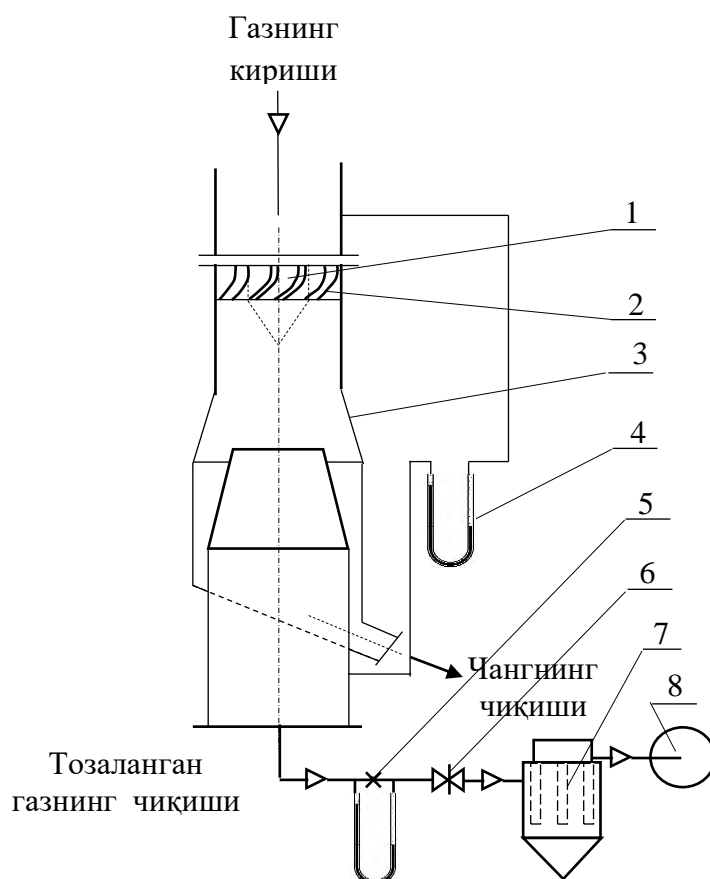 Газнинг
кириши
1
2
3
4
5
6
7
8
Чангнинг
чиқиши
Тозаланган
газнинг чиқиши